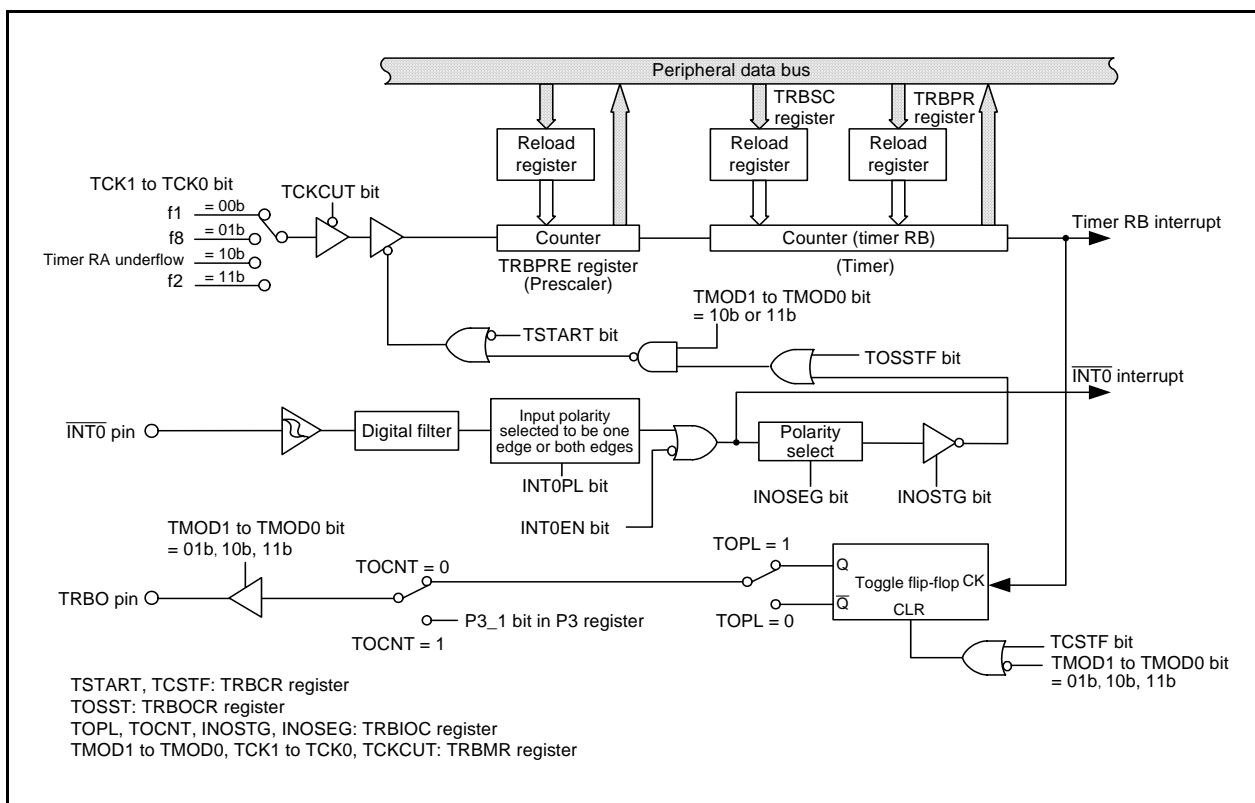 Peripheral data bus
TRBSC
register
TRBPR
register
Reload
register
Reload
register
Reload
register
TCK1 to TCK0 bit
TCKCUT bit
f1
= 00b
f8
= 01b
Timer RA underflow
= 10b
f2
= 11b
Counter
Counter (timer RB)
Timer RB interrupt
TRBPRE register
(Prescaler)
(Timer)
TMOD1 to TMOD0 bit
= 10b or 11b
TSTART bit
TOSSTF bit
INT0 interrupt
INT0 pin
Digital filter
Input polarity
selected to be one
edge or both edges
Polarity
select
INT0PL bit
INOSEG bit
INOSTG bit
INT0EN bit
TMOD1 to TMOD0 bit
= 01b, 10b, 11b
TOCNT = 0
TOPL = 1
Q
Toggle flip-flop CK
Q
CLR
TRBO pin
P3_1 bit in P3 register
TOPL = 0
TOCNT = 1
TCSTF bit
TMOD1 to TMOD0 bit
= 01b, 10b, 11b
TSTART, TCSTF: TRBCR register
TOSST: TRBOCR register
TOPL, TOCNT, INOSTG, INOSEG: TRBIOC register
TMOD1 to TMOD0, TCK1 to TCK0, TCKCUT: TRBMR register